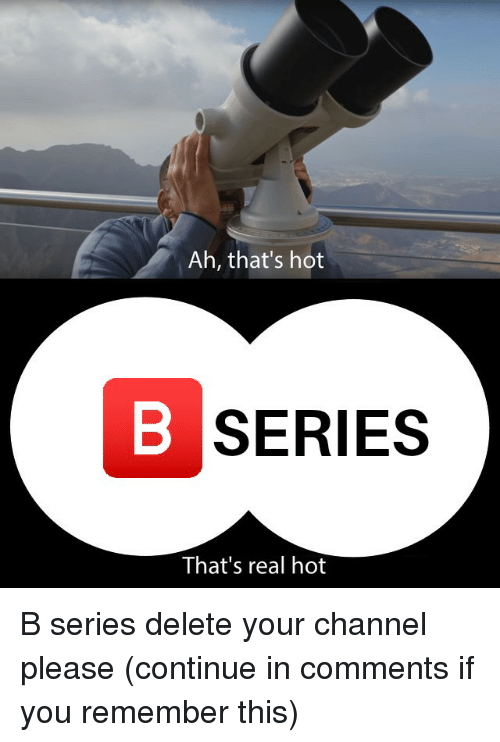 Ah, that's hot
B SERIES
That's real hot
B series delete your channel
please (continue in comments if
you remember this)